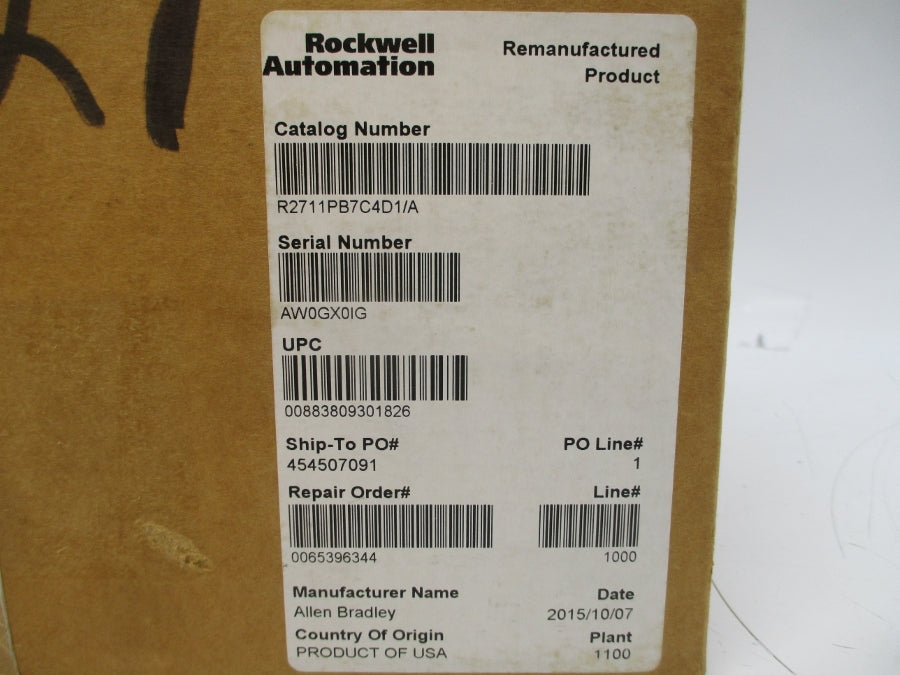 Rockwell
Automation
Remanufactured
Product
Catalog Number
R2711PB7C4D1/A
Serial Number
AW0GX0IG
UPC
00883809301826
Ship-To PO# PO Line#
454507091 1
Repair Order# Line#
0065396344 1000
Manufacturer Name Date
Allen Bradley 2015/10/07
Country Of Origin Plant
PRODUCT OF USA 1100